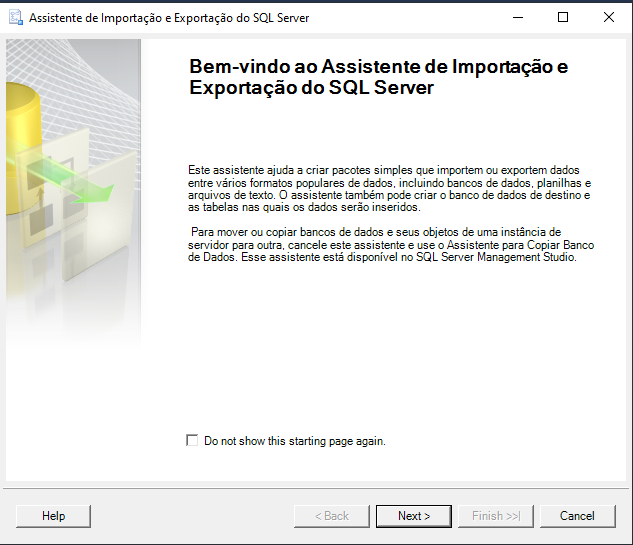 Assistente de Importação e Exportação do SQL Server
Bem-vindo ao Assistente de Importação e
Exportação do SQL Server
Este assistente ajuda a criar pacotes simples que importem ou exportem dados
entre vários formatos populares de dados, incluindo bancos de dados, planilhas e
arquivos de texto. O assistente também pode criar o banco de dados de destino e
as tabelas nas quais os dados serão inseridos.
Para mover ou copiar bancos de dados e seus objetos de uma instância de
servidor para outra, cancele este assistente e use o Assistente para Copiar Banco
de Dados. Esse assistente está disponível no SQL Server Management Studio.
Do not show this starting page again.
Help
< Back
Next >
Finish >>|
Cancel